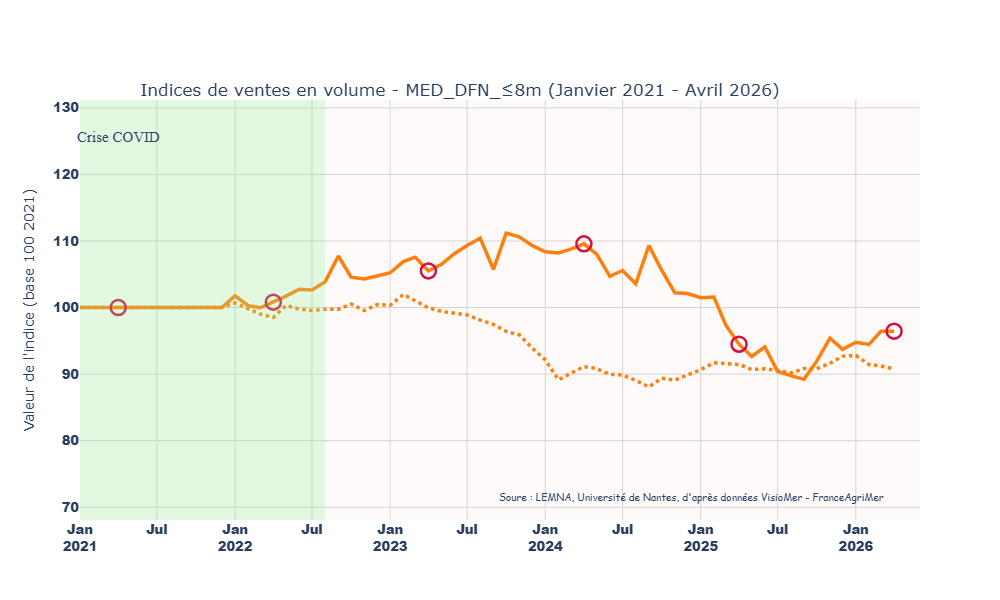 Indices de ventes en volume - MED_DFN_≤8m (Janvier 2021 - Avril 2026)
Valeur de l'indice (base 100 2021)
130
120
110
100
90
80
70
Crise COVID
Soure : LEMNA, Université de Nantes, d'après données VisioMer - FranceAgriMer
Jan Jul Jan Jul Jan Jul Jan Jul Jan Jul Jan
2021 2022 2023 2024 2025 2026